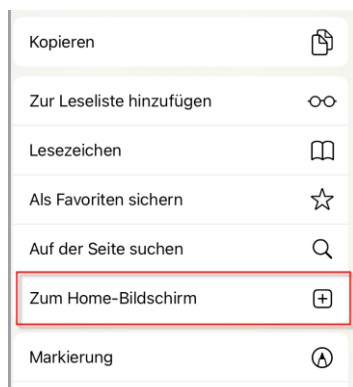 Kopieren
Zur Leseliste hinzufügen
Lesezeichen
Als Favoriten sichern
Auf der Seite suchen
Zum Home-Bildschirm
Markierung